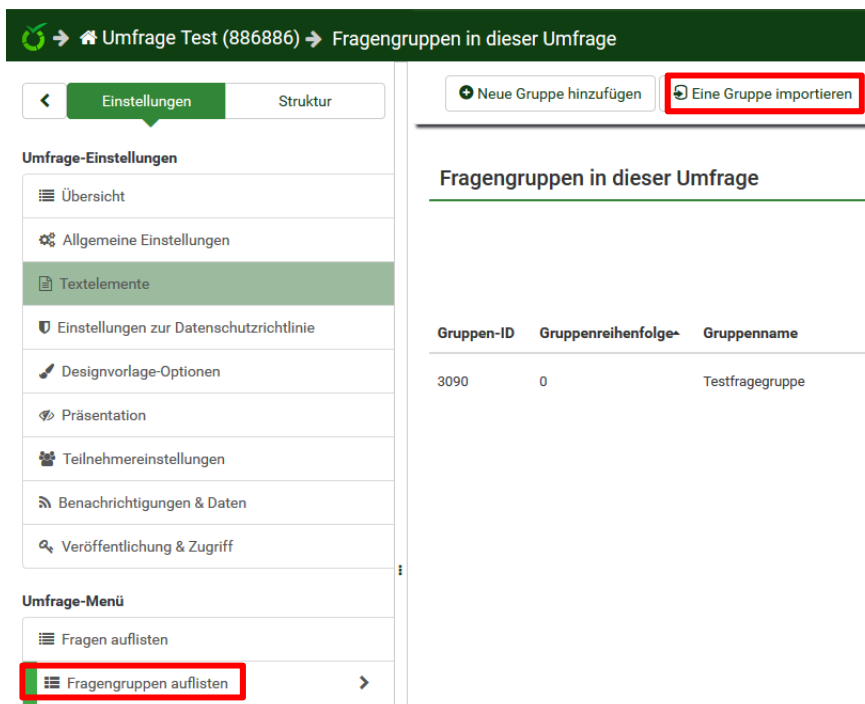 Umfrage Test (886886) Fragengruppen in dieser Umfrage
Einstellungen Struktur
Neue Gruppe hinzufügen Eine Gruppe importieren
Umfrage-Einstellungen
Übersicht
Allgemeine Einstellungen
Textelemente
Einstellungen zur Datenschutzrichtlinie
Designvorlage-Optionen
Präsentation
Teilnehmereinstellungen
Benachrichtigungen & Daten
Veröffentlichung & Zugriff
Umfrage-Menü
Fragen auflisten
Fragengruppen auflisten
Fragengruppen in dieser Umfrage
Gruppen-ID Gruppenreihenfolge Gruppenname
3090 0 Testfragegruppe